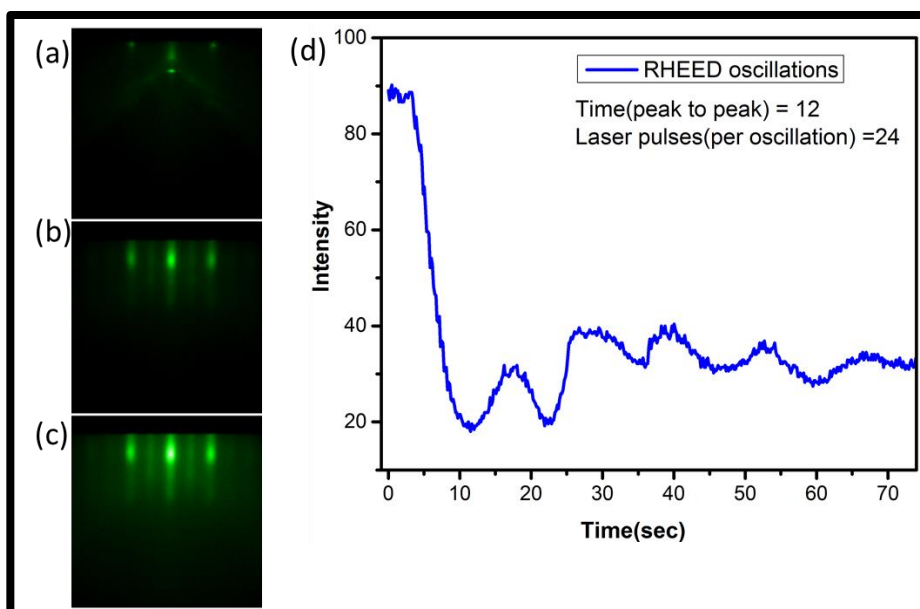 (a)
(b)
(c)
(d)
RHEED oscillations
Time(peak to peak) = 12
Laser pulses(per oscillation) =24
Intensity
100
80
60
40
20
0 10 20 30 40 50 60 70
Time(sec)